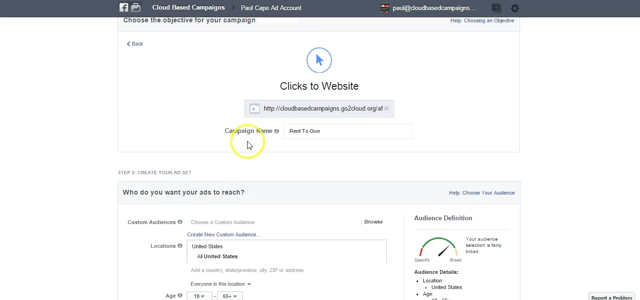 Cloud Based Campaigns
Paul Cape Ad Account
paul@cloudbasedcampaigns....
Choose the objective for your campaign
Help: Choosing an Objective
Back
Clicks to Website
http://cloudbasedcampaigns.go2cloud.org/af ×
Campaign Name
Rent To Own
STEP 2: CREATE YOUR AD SET
Who do you want your ads to reach?
Help: Choose Your Audience
Custom Audiences
Choose a Custom Audience
Browse
Create New Custom Audience...
Locations
United States
All United States
Add a country, state/province, city, ZIP or address
Everyone in this location
Age
18 - 65+
Audience Definition
Specific
Broad
Your audience
selection is fairly
broad.
Audience Details:
Location:
United States
Age:
Report a Problem